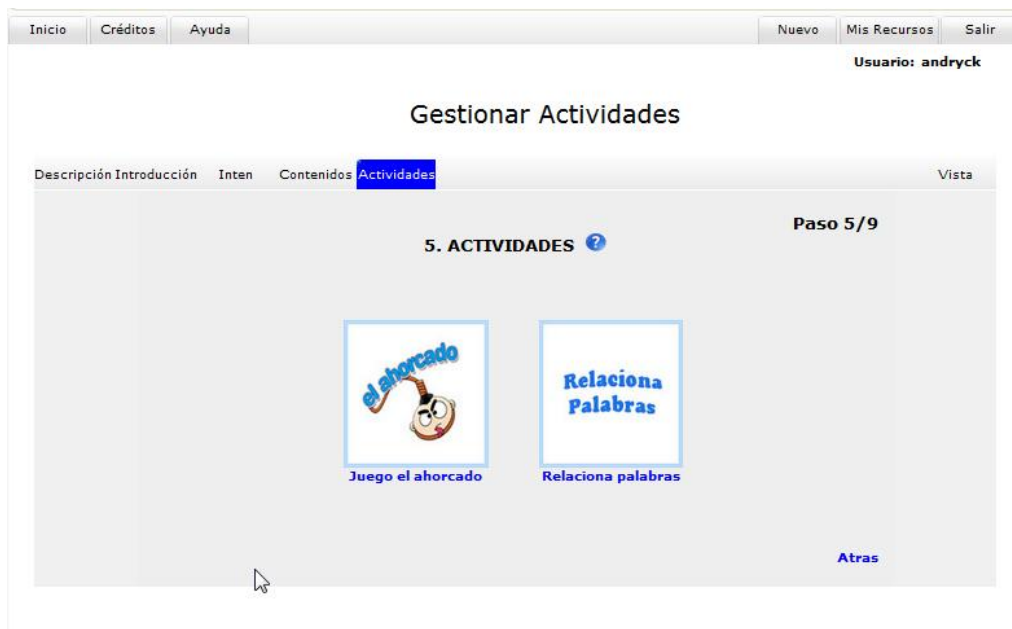 Inicio Créditos Ayuda Nuevo Mis Recursos Salir
Usuario: andryck
Gestionar Actividades
Descripción Introducción Inten Contenidos Actividades Vista
Paso 5/9
5. ACTIVIDADES ?
el ahorcado
Relaciona
Palabras
Juego el ahorcado Relaciona palabras
Atras